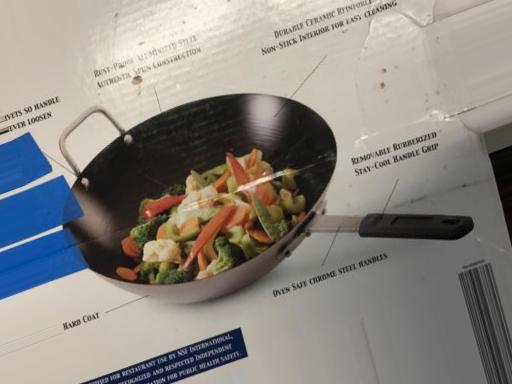 DURABLE CERAMIC REINFORCED
NON-STICK INTERIOR FOR EASY CLEANING
RUST-PROOF ALUMINIZED STEEL
AUTHENTIC SPUN CONSTRUCTION
SO HANDLE
EVER LOOSEN
REMOVABLE RUBBERIZED
STAY-COOL HANDLE GRIP
OVEN SAFE CHROME STEEL HANDLES
HARD COAT
FOR RESTAURANT USE BY NSF INTERNATIONAL,
RECOGNIZED AND RESPECTED INDEPENDENT
FOR PUBLIC HEALTH SAFETY.